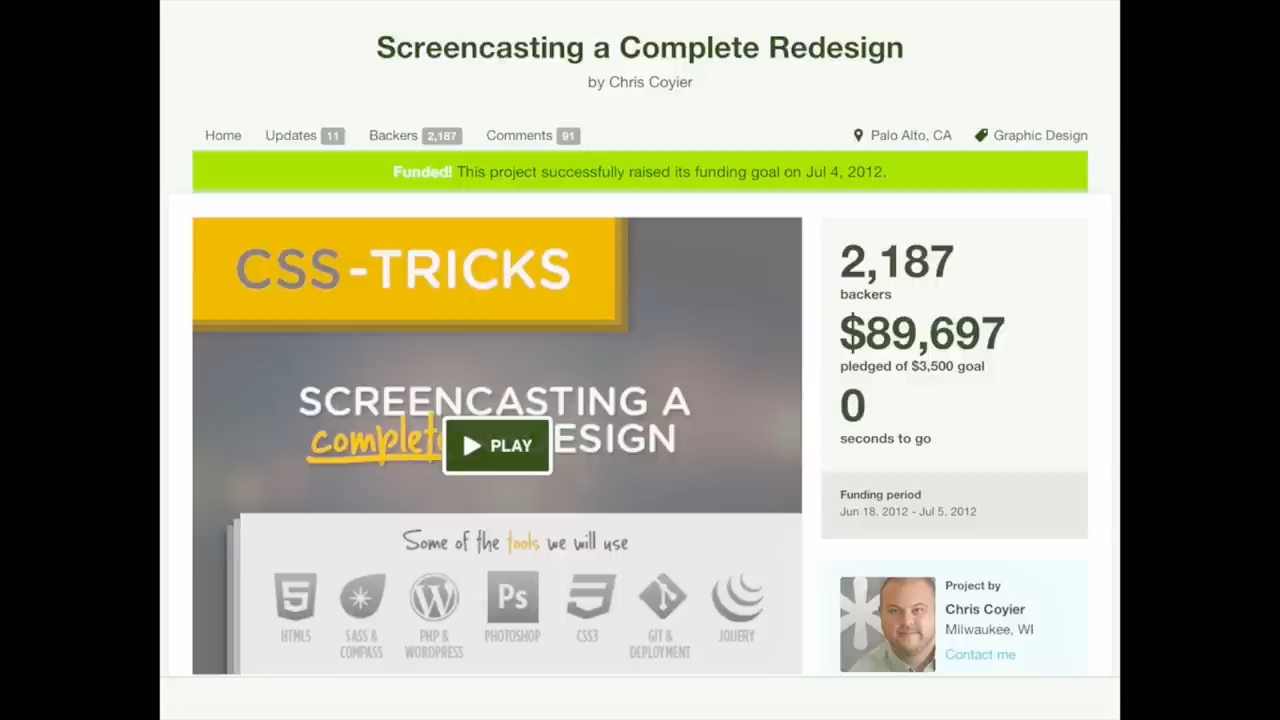 Screencasting a Complete Redesign
by Chris Coyier
Home Updates 11 Backers 2,187 Comments 91 Palo Alto, CA Graphic Design
Funded! This project successfully raised its funding goal on Jul 4, 2012.
CSS-TRICKS
SCREENCASTING A
complet ESIGN
PLAY
Some of the tools we will use
HTML5
SASS &
COMPASS
PHP &
WORDPRESS
Ps
PHOTOSHOP
CSS3
GIT &
DEPLOYMENT
JQUERY
2,187
backers
$89,697
pledged of $3,500 goal
0
seconds to go
Funding period
Jun 18, 2012 - Jul 5, 2012
Project by
Chris Coyier
Milwaukee, WI
Contact me